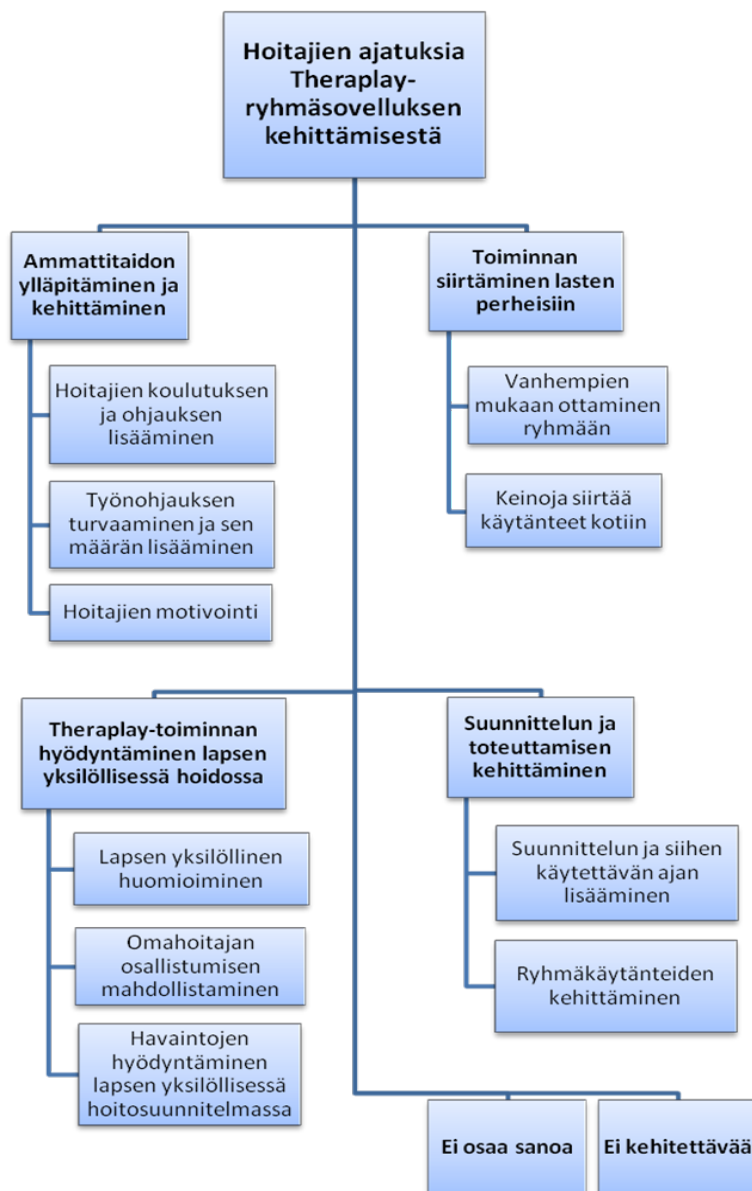 Hoitajien ajatuksia
Theraplay-
ryhmäsovelluksen
kehittämisestä
Ammattitaidon
ylläpitäminen ja
kehittäminen
Hoitajien koulutuksen
ja ohjauksen
lisääminen
Työnohjauksen
turvaaminen ja sen
määrän lisääminen
Hoitajien motivointi
Toiminnan
siirtäminen lasten
perheisiin
Vanhempien
mukaan ottaminen
ryhmään
Keinoja siirtää
käytänteet kotiin
Theraplay-toiminnan
hyödyntäminen lapsen
yksilöllisessä hoidossa
Lapsen yksilöllinen
huomioiminen
Omahoitajan
osallistumisen
mahdollistaminen
Havaintojen
hyödyntäminen
lapsen yksilöllisessä
hoitosuunnitelmassa
Suunnittelun ja
toteuttamisen
kehittäminen
Suunnittelun ja siihen
käytettävän ajan
lisääminen
Ryhmäkäytänteiden
kehittäminen
Ei osaa sanoa
Ei kehitettävää